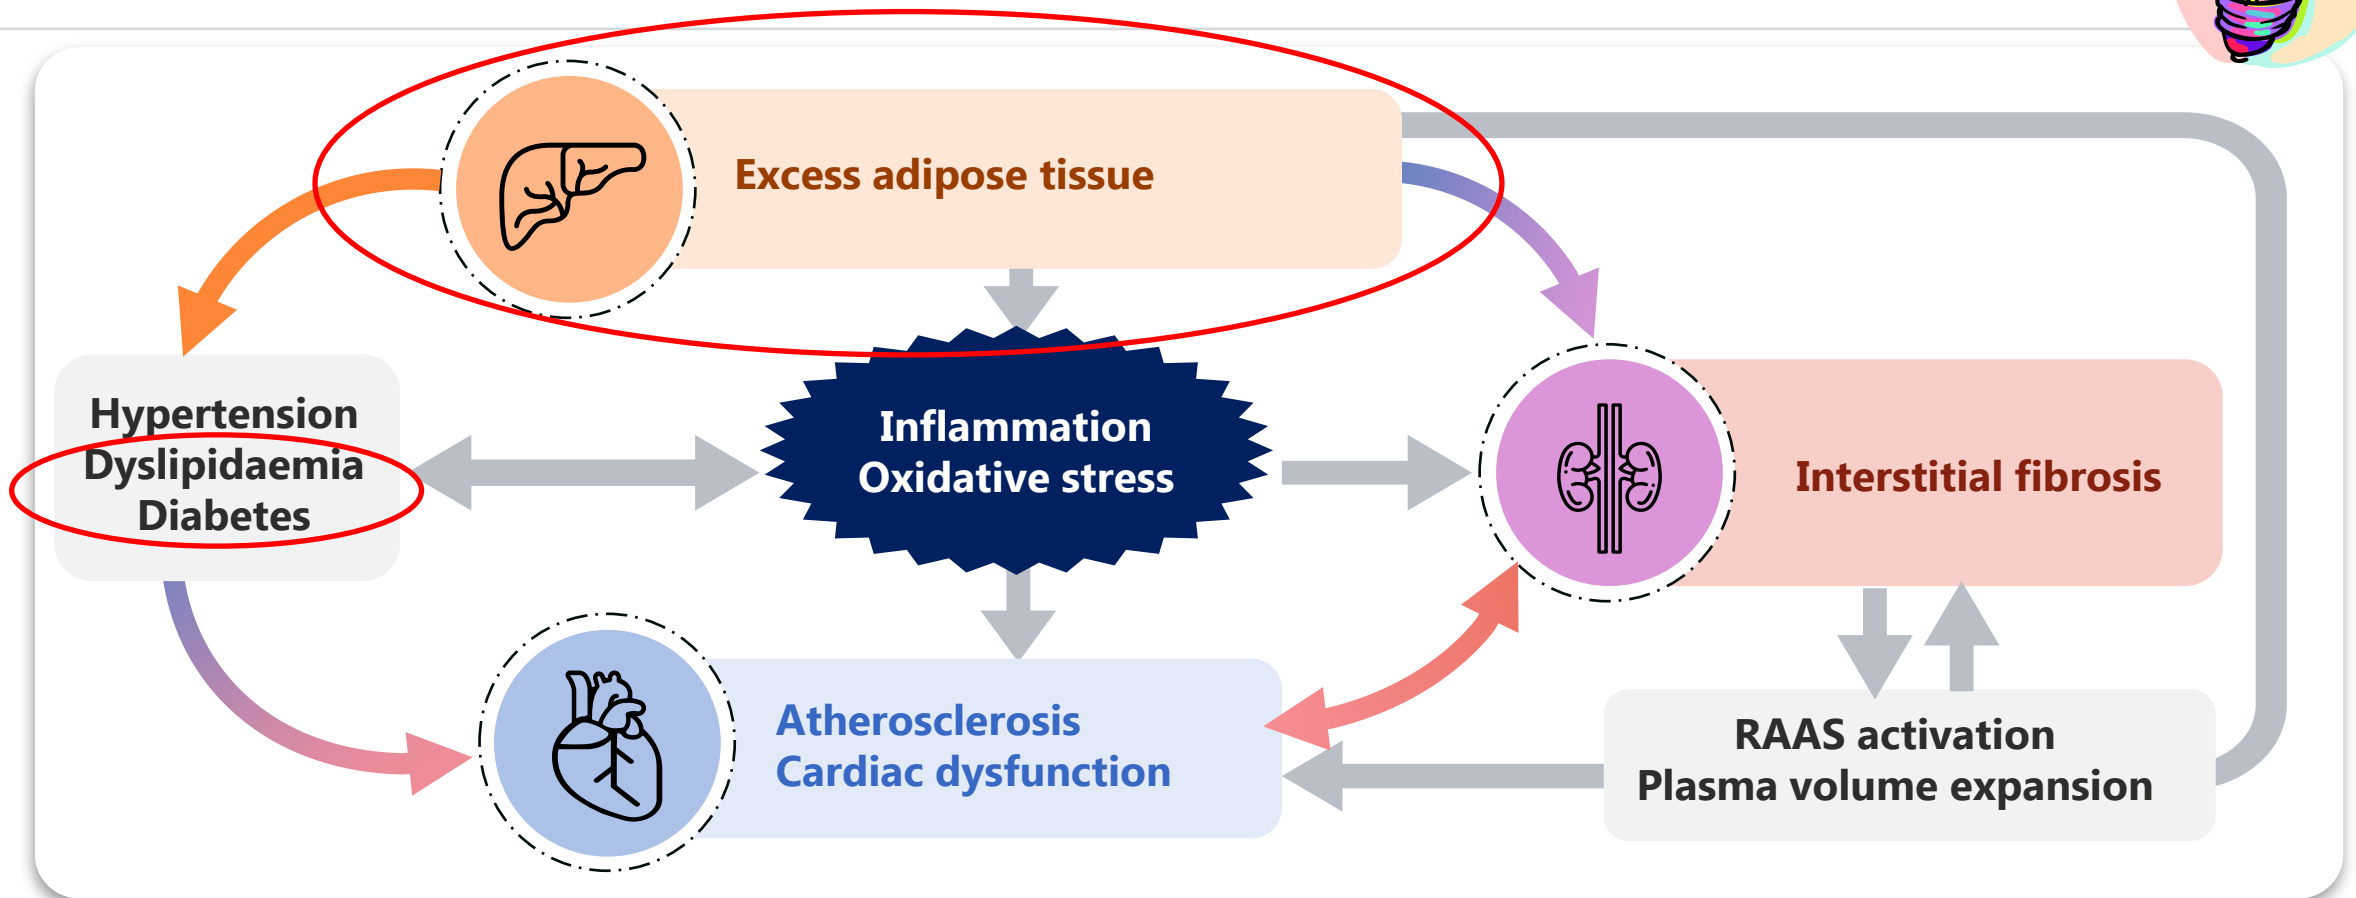 Excess adipose tissue
Hypertension
Dyslipidaemia
Diabetes
Inflammation
Oxidative stress
Interstitial fibrosis
Atherosclerosis
Cardiac dysfunction
RAAS activation
Plasma volume expansion